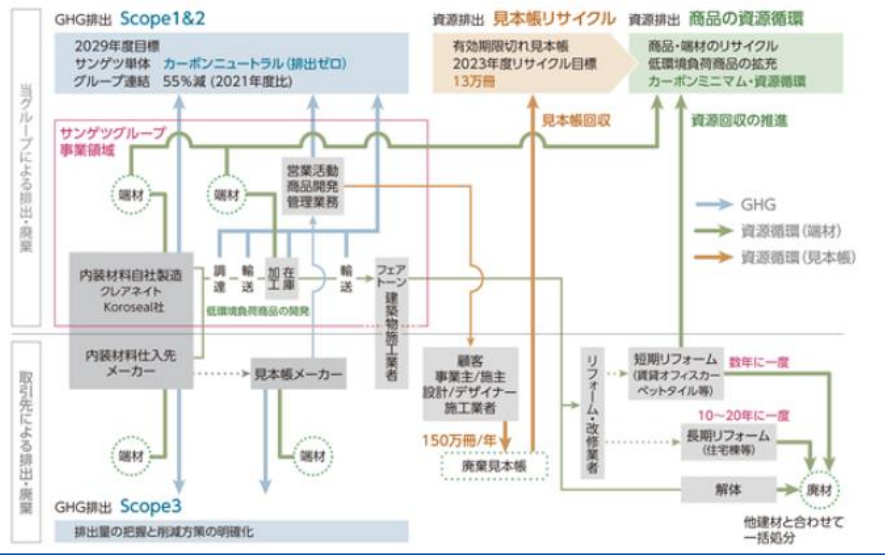 GHG排出 Scope1&2
2029年度目標
サンゲツ単体 カーボンニュートラル(排出ゼロ)
グループ連結 55%減(2021年度比)
資源排出 見本帳リサイクル
有効期限切れ見本帳
2023年度リサイクル目標
13万冊
資源排出 商品の資源循環
商品・端材のリサイクル
低環境負荷商品の拡充
カーボンミニマム・資源循環
当グループによる排出・廃棄
サンゲツグループ
事業領域
見本帳回収
資源回収の推進
営業活動
商品開発
管理業務
端材
端材
GHG
資源循環(端材)
資源循環(見本帳)
内装材料自社製造
クレアネイト
Koroseal社
調達
輸送
加工
在庫
輸送
フェアトーン
低環境負荷商品の開発
建築物施工業者
取引先による排出・廃棄
内装材料仕入先
メーカー
見本帳メーカー
顧客
事業主/施主
設計/デザイナー
施工業者
リフォーム・改修業者
短期リフォーム
(賃貸オフィスカー
ペットタイル等)
数年に一度
10~20年に一度
長期リフォーム
(住宅棟等)
端材
端材
150万冊/年
廃棄見本帳
解体
廃材
他建材と合わせて
一括処分
GHG排出 Scope3
排出量の把握と削減方策の明確化